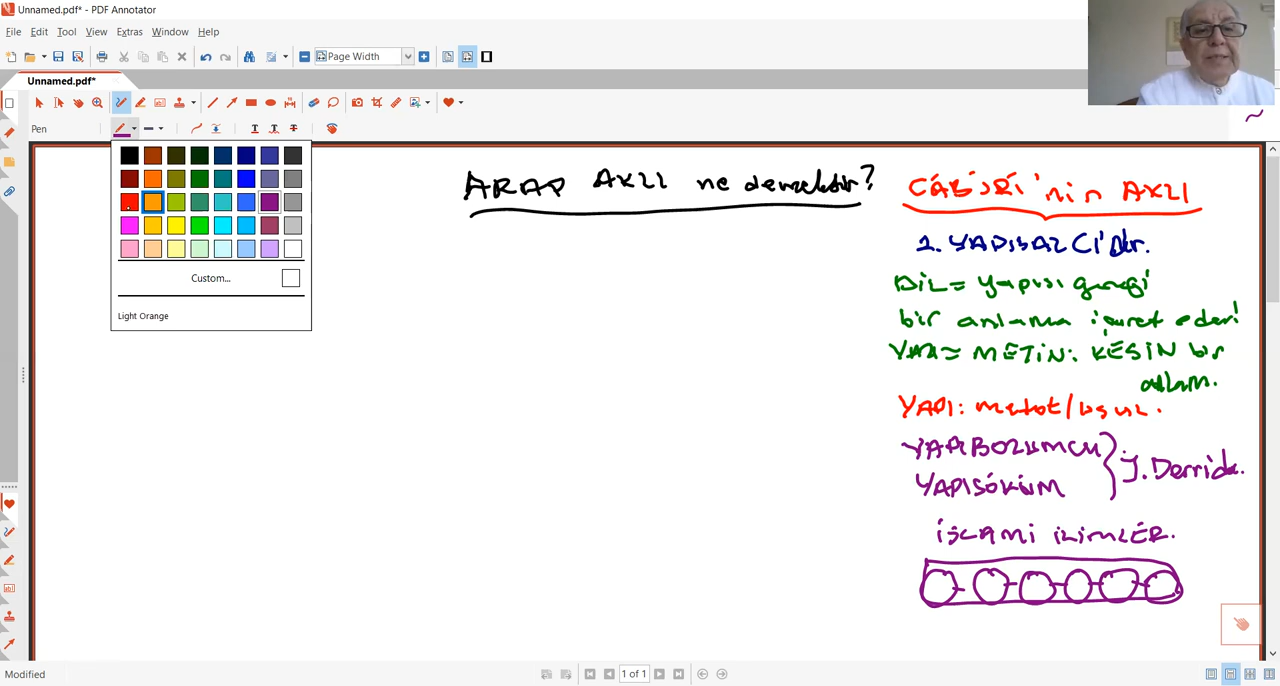 Unnamed.pdf* - PDF Annotator
File Edit Tool View Extras Window Help
Page Width
Unnamed.pdf*
Pen
Custom...
Light Orange
ARAP AKLI ne demektir?
CÂBİRİ'nin AKLI
1. YAPISALCI'Dır.
DİL = Yapısı gereği
bir anlama işaret eder!
YAPI = METİN: KESİN bir
anlam.
YAPI: metot/usul.
YAPIBOZUMCU
YAPISÖKÜM
J. Derrida.
İSLAMİ İLİMLER.
1 of 1
Modified